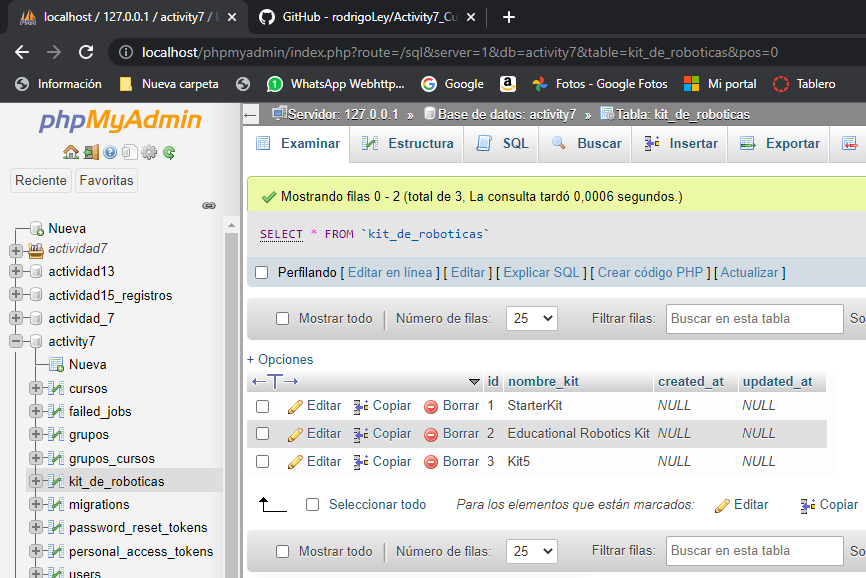 localhost / 127.0.0.1 / activity7 /
GitHub - rodrigoLey/Activity7_Cu
localhost/phpmyadmin/index.php?route=/sql&server=1&db=activity7&table=kit_de_roboticas&pos=0
Información Nueva carpeta WhatsApp Webhttp... Google Fotos - Google Fotos Mi portal Tablero
phpMyAdmin
Reciente Favoritas
Nueva
actividad7
actividad13
actividad15_registros
actividad_7
activity7
Nueva
cursos
failed_jobs
grupos
grupos_cursos
kit_de_roboticas
migrations
password_reset_tokens
personal_access_tokens
users
Servidor: 127.0.0.1 » Base de datos: activity7 » Tabla: kit_de_roboticas
Examinar Estructura SQL Buscar Insertar Exportar
Mostrando filas 0 - 2 (total de 3, La consulta tardó 0,0006 segundos.)
SELECT * FROM `kit_de_roboticas`
Perfilando [ Editar en línea ] [ Editar ] [ Explicar SQL ] [ Crear código PHP ] [ Actualizar ]
Mostrar todo Número de filas: 25 Filtrar filas: Buscar en esta tabla So
+ Opciones
←T→ id nombre_kit created_at updated_at
Editar Copiar Borrar 1 StarterKit NULL NULL
Editar Copiar Borrar 2 Educational Robotics Kit NULL NULL
Editar Copiar Borrar 3 Kit5 NULL NULL
Seleccionar todo Para los elementos que están marcados: Editar Copiar
Mostrar todo Número de filas: 25 Filtrar filas: Buscar en esta tabla So